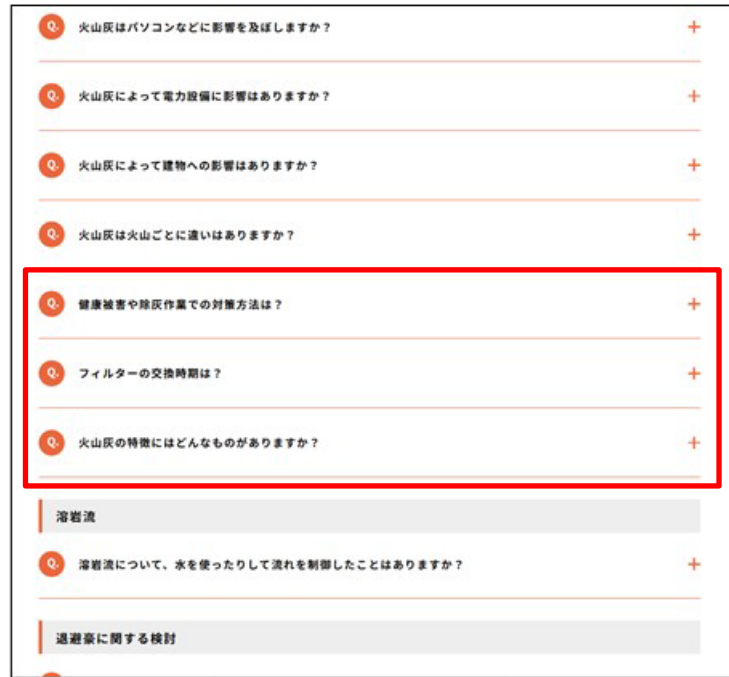 Q. 火山灰はパソコンなどに影響を及ぼしますか？ +
Q. 火山灰によって電力設備に影響はありますか？ +
Q. 火山灰によって建物への影響はありますか？ +
Q. 火山灰は火山ごとに違いはありますか？ +
Q. 健康被害や除灰作業での対策方法は？ +
Q. フィルターの交換時期は？ +
Q. 火山灰の特徴にはどんなものがありますか？ +
溶岩流
Q. 溶岩流について、水を使ったりして流れを制御したことはありますか？ +
退避豪に関する検討